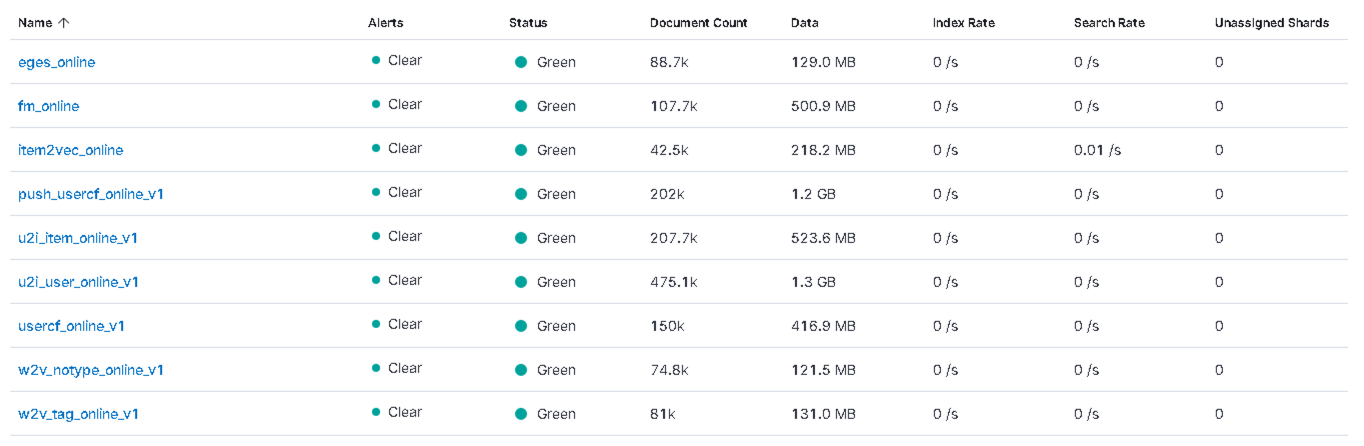 Name ↑ Alerts Status Document Count Data Index Rate Search Rate Unassigned Shards
eges_online Clear Green 88.7k 129.0 MB 0 /s 0 /s 0
fm_online Clear Green 107.7k 500.9 MB 0 /s 0 /s 0
item2vec_online Clear Green 42.5k 218.2 MB 0 /s 0.01 /s 0
push_usercf_online_v1 Clear Green 202k 1.2 GB 0 /s 0 /s 0
u2i_item_online_v1 Clear Green 207.7k 523.6 MB 0 /s 0 /s 0
u2i_user_online_v1 Clear Green 475.1k 1.3 GB 0 /s 0 /s 0
usercf_online_v1 Clear Green 150k 416.9 MB 0 /s 0 /s 0
w2v_notype_online_v1 Clear Green 74.8k 121.5 MB 0 /s 0 /s 0
w2v_tag_online_v1 Clear Green 81k 131.0 MB 0 /s 0 /s 0